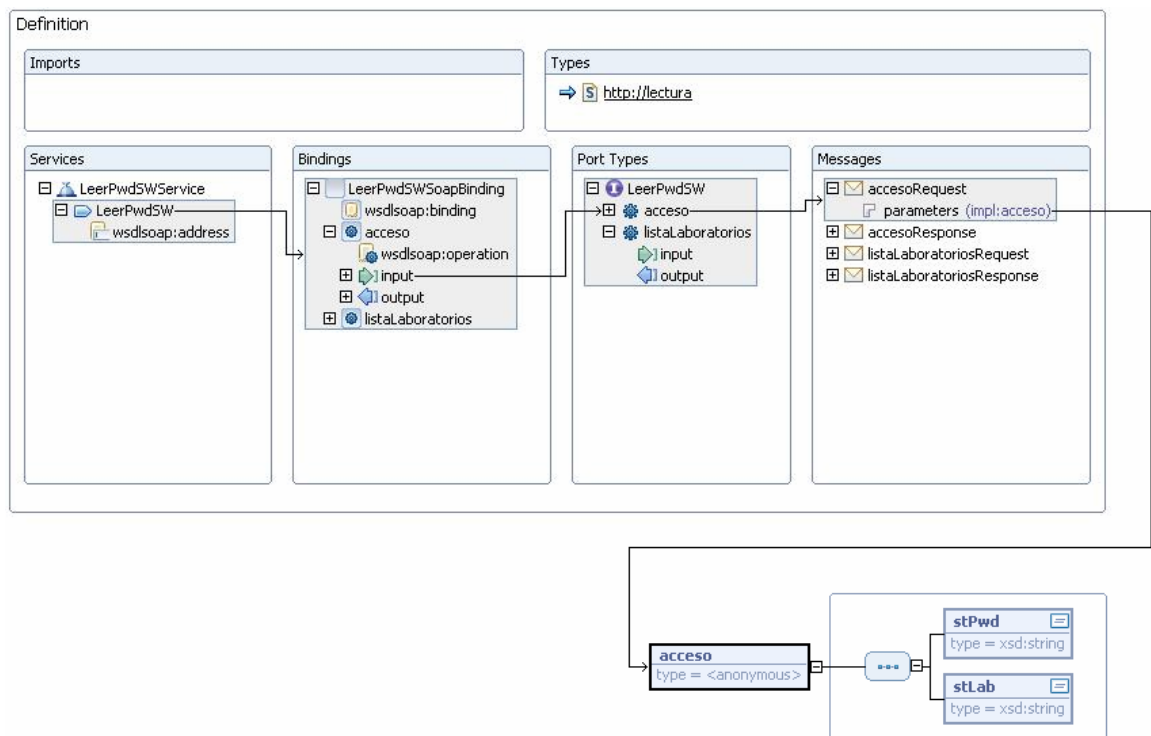 Definition
Imports
Types
http://lectura
Services
LeerPwdSWService
LeerPwdSW
wsdlsoap:address
Bindings
LeerPwdSWSoapBinding
wsdlsoap:binding
acceso
wsdlsoap:operation
input
output
listaLaboratorios
Port Types
LeerPwdSW
acceso
listaLaboratorios
input
output
Messages
accesoRequest
parameters (impl:acceso)
accesoResponse
listaLaboratoriosRequest
listaLaboratoriosResponse
acceso
type = <anonymous>
stPwd
type = xsd:string
stLab
type = xsd:string